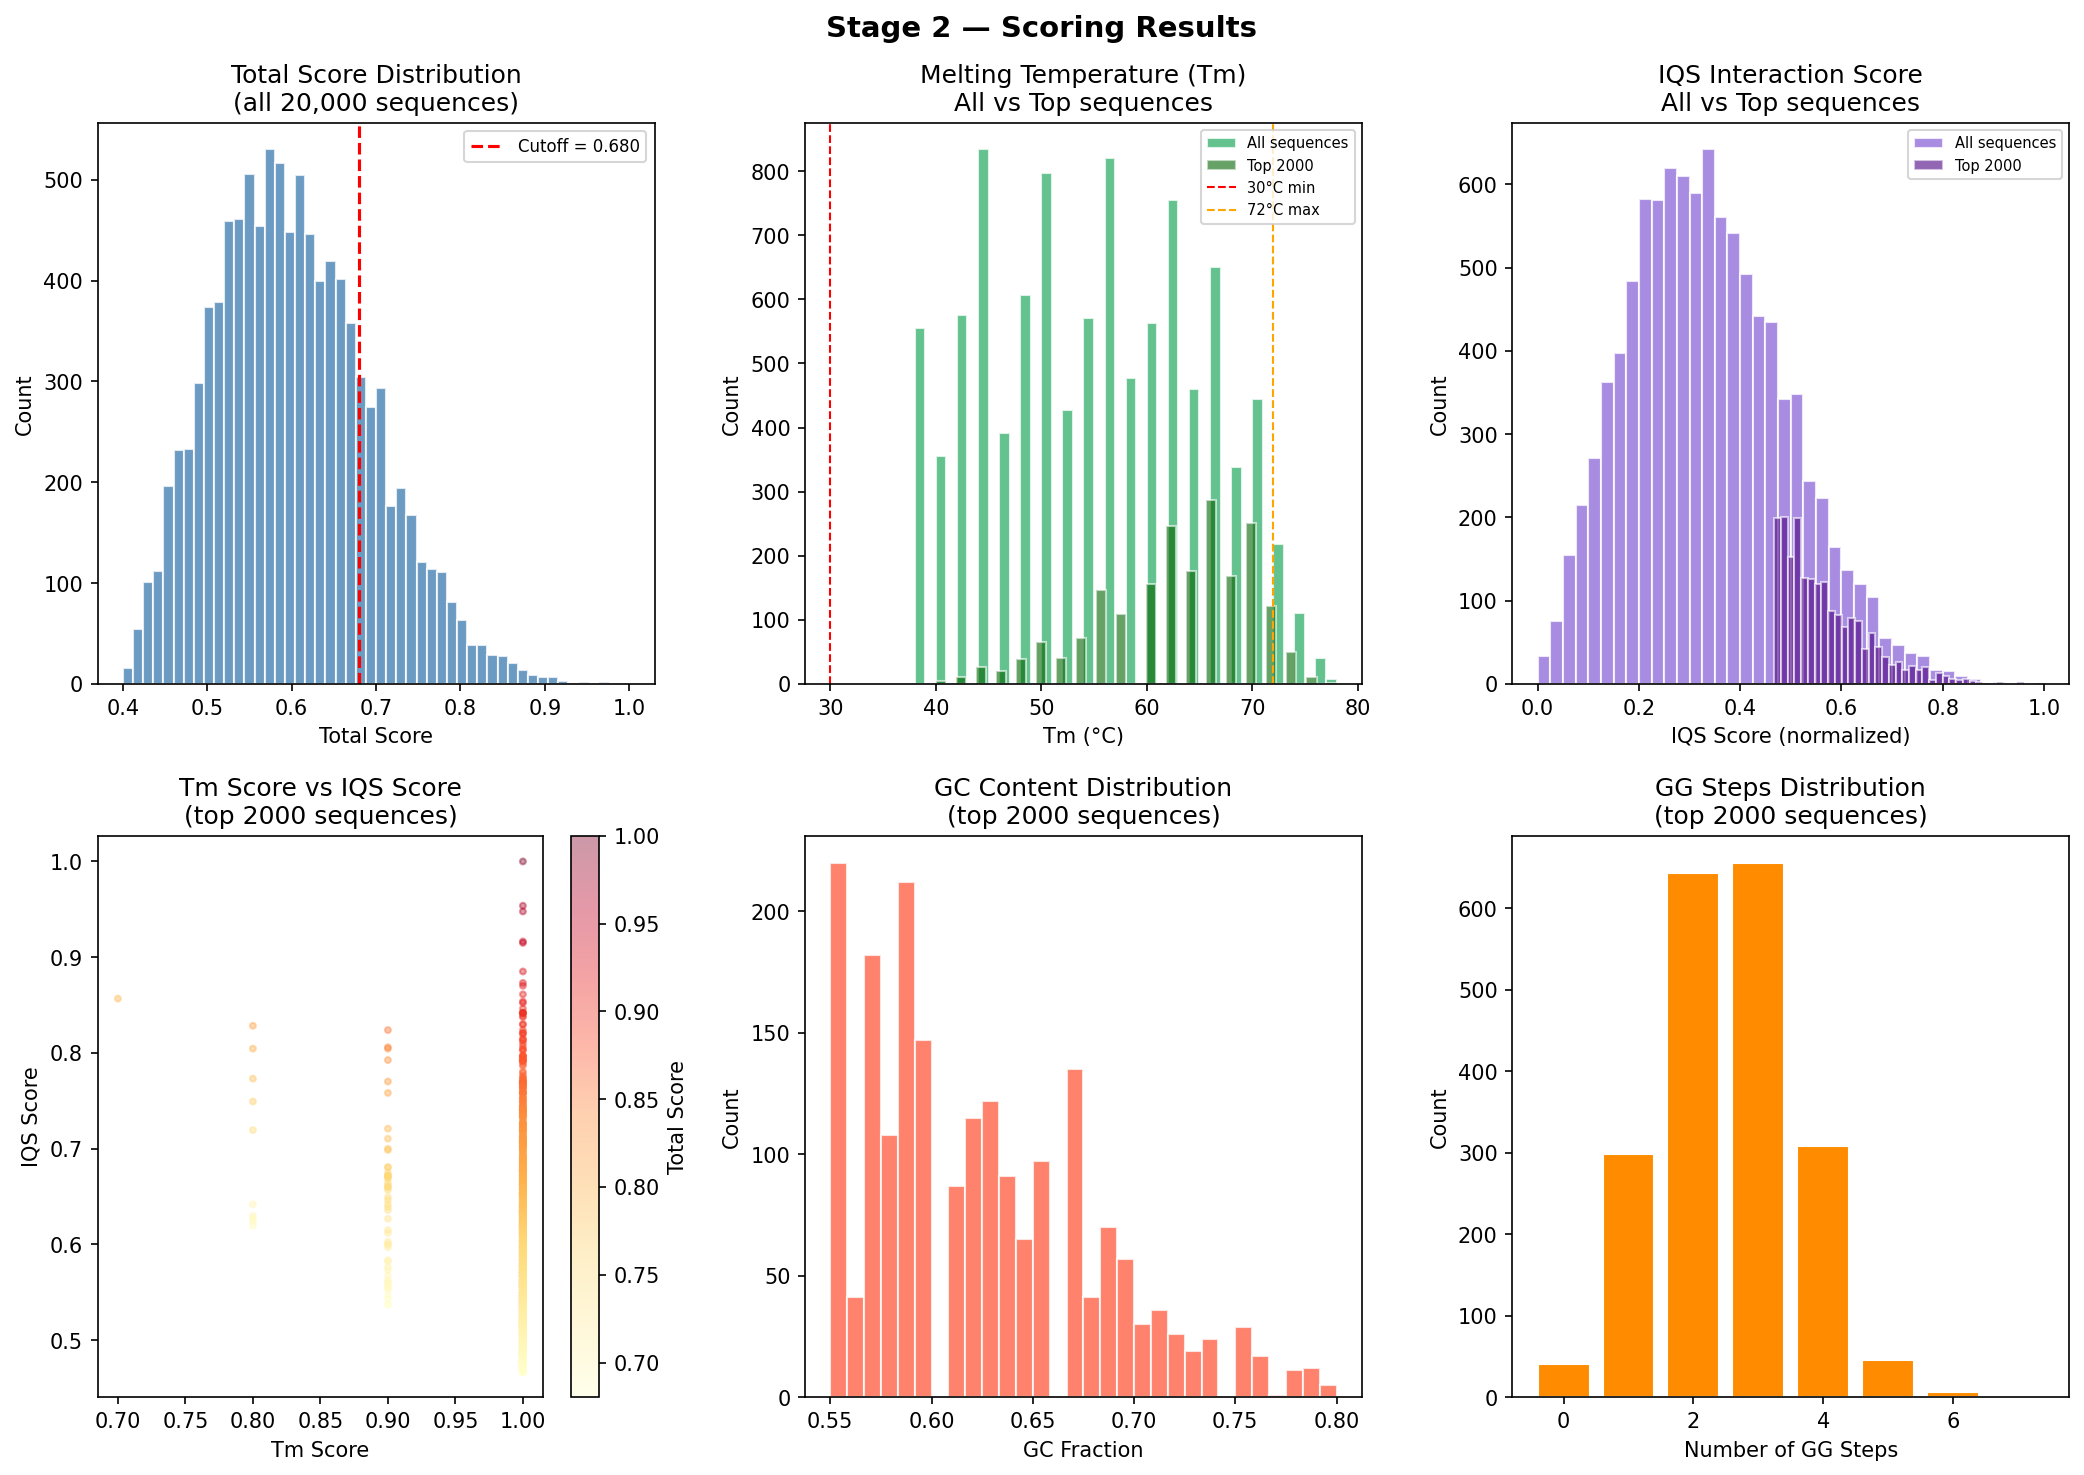 Stage 2 — Scoring Results
Total Score Distribution
(all 20,000 sequences)
Cutoff = 0.680
Count
0
100
200
300
400
500
0.4
0.5
0.6
0.7
0.8
0.9
1.0
Total Score
Melting Temperature (Tm)
All vs Top sequences
All sequences
Top 2000
30°C min
72°C max
Count
0
100
200
300
400
500
600
700
800
30
40
50
60
70
80
Tm (°C)
IQS Interaction Score
All vs Top sequences
All sequences
Top 2000
Count
0
100
200
300
400
500
600
0.0
0.2
0.4
0.6
0.8
1.0
IQS Score (normalized)
Tm Score vs IQS Score
(top 2000 sequences)
IQS Score
0.5
0.6
0.7
0.8
0.9
1.0
0.70
0.75
0.80
0.85
0.90
0.95
1.00
Tm Score
1.00
0.95
0.90
0.85
0.80
0.75
0.70
Total Score
GC Content Distribution
(top 2000 sequences)
Count
0
50
100
150
200
0.55
0.60
0.65
0.70
0.75
0.80
GC Fraction
GG Steps Distribution
(top 2000 sequences)
Count
0
100
200
300
400
500
600
0
2
4
6
Number of GG Steps